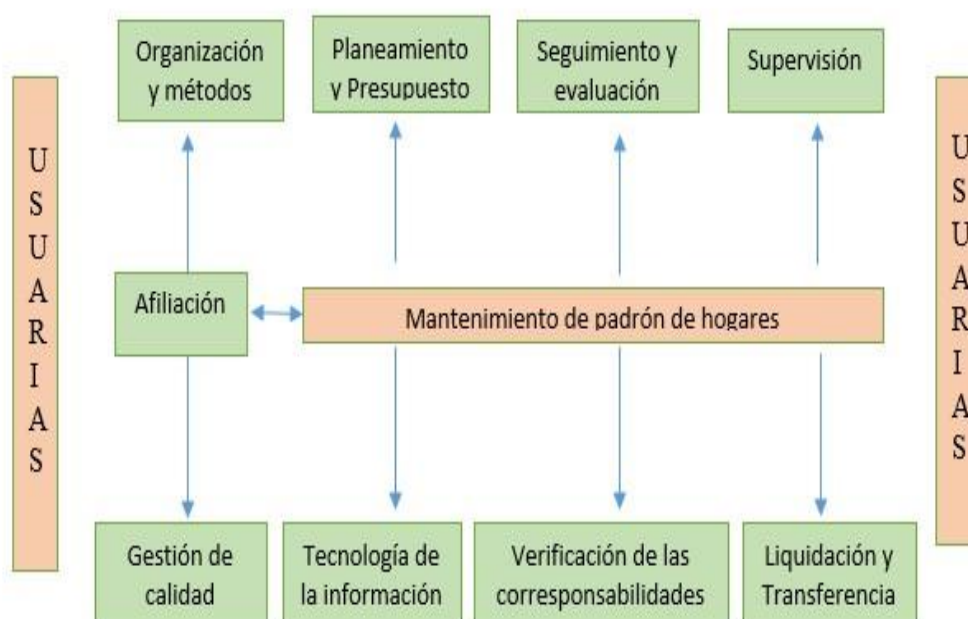 Organización
y métodos
Planeamiento
y Presupuesto
Seguimiento y
evaluación
Supervisión
U
S
U
A
R
I
A
S
Afiliación
Mantenimiento de padrón de hogares
U
S
U
A
R
I
A
S
Gestión de
calidad
Tecnología de
la información
Verificación de las
corresponsabilidades
Liquidación y
Transferencia